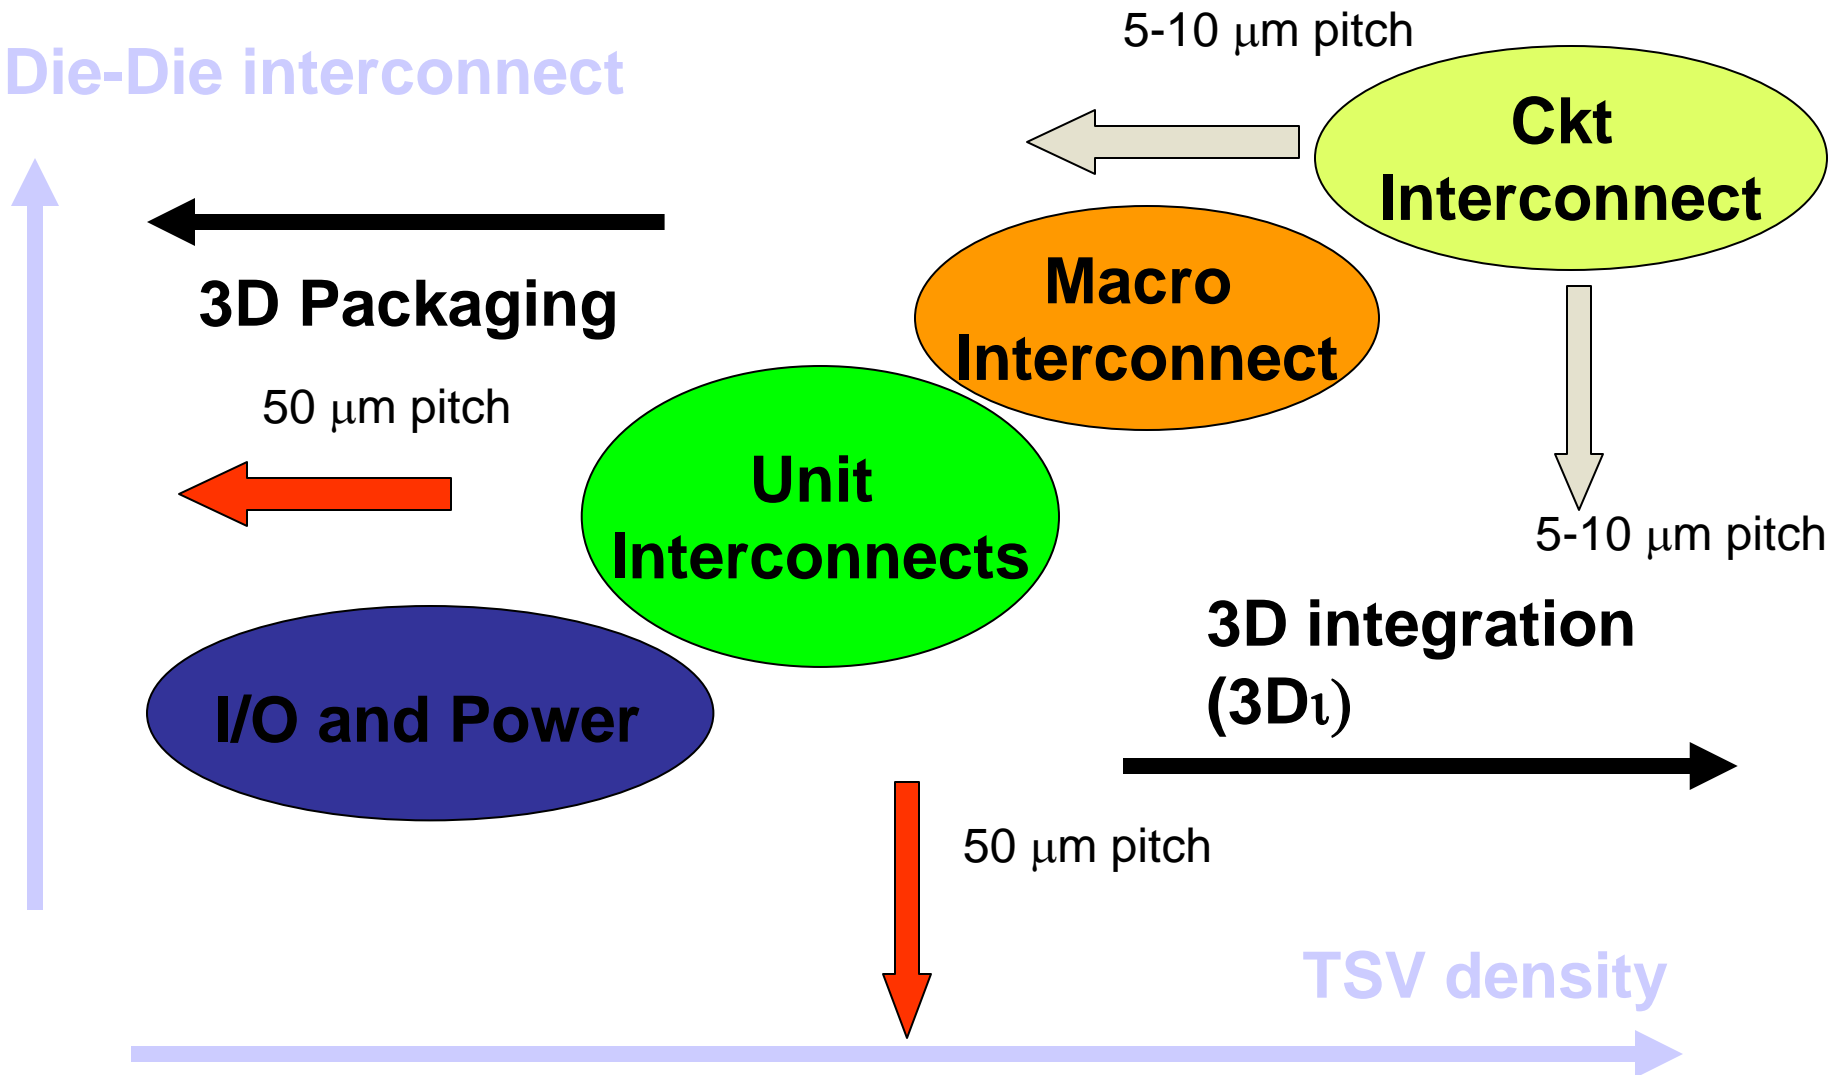 5-10 μm pitch
Die-Die interconnect
Ckt
Interconnect
Macro
Interconnect
3D Packaging
50 μm pitch
Unit
Interconnects
5-10 μm pitch
3D integration
(3Dι)
I/O and Power
50 μm pitch
TSV density